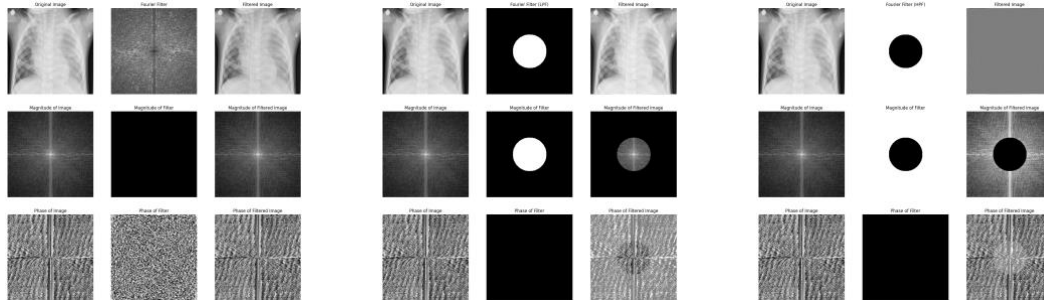 Original Image Fourier Filter Filtered Image
Magnitude of Image Magnitude of Filter Magnitude of Filtered Image
Phase of Image Phase of Filter Phase of Filtered Image
Original Image Fourier Filter (LPF) Filtered Image
Magnitude of Image Magnitude of Filter Magnitude of Filtered Image
Phase of Image Phase of Filter Phase of Filtered Image
Original Image Fourier Filter (HPF) Filtered Image
Magnitude of Image Magnitude of Filter Magnitude of Filtered Image
Phase of Image Phase of Filter Phase of Filtered Image